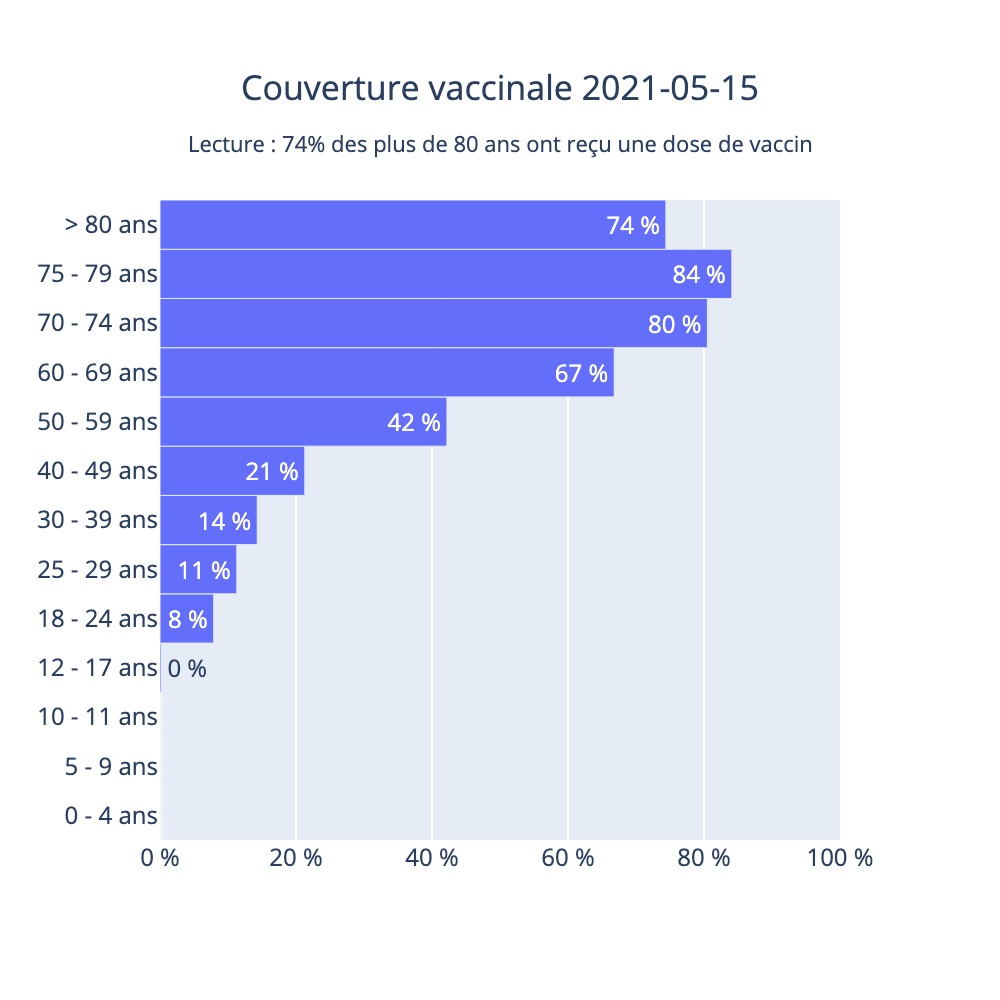 Couverture vaccinale 2021-05-15
Lecture : 74% des plus de 80 ans ont reçu une dose de vaccin
> 80 ans 74 %
75 - 79 ans 84 %
70 - 74 ans 80 %
60 - 69 ans 67 %
50 - 59 ans 42 %
40 - 49 ans 21 %
30 - 39 ans 14 %
25 - 29 ans 11 %
18 - 24 ans 8 %
12 - 17 ans 0 %
10 - 11 ans
5 - 9 ans
0 - 4 ans
0 % 20 % 40 % 60 % 80 % 100 %